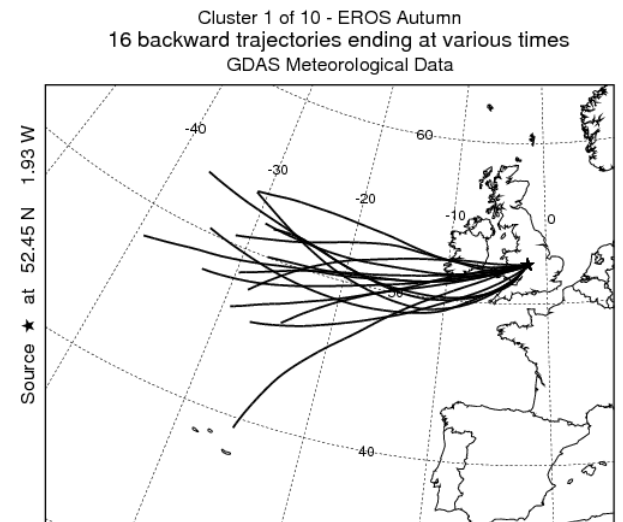 Cluster 1 of 10 - EROS Autumn
16 backward trajectories ending at various times
GDAS Meteorological Data
Source ★ at 52.45 N 1.93 W
-40
60
-30
-20
-10
0
50
40